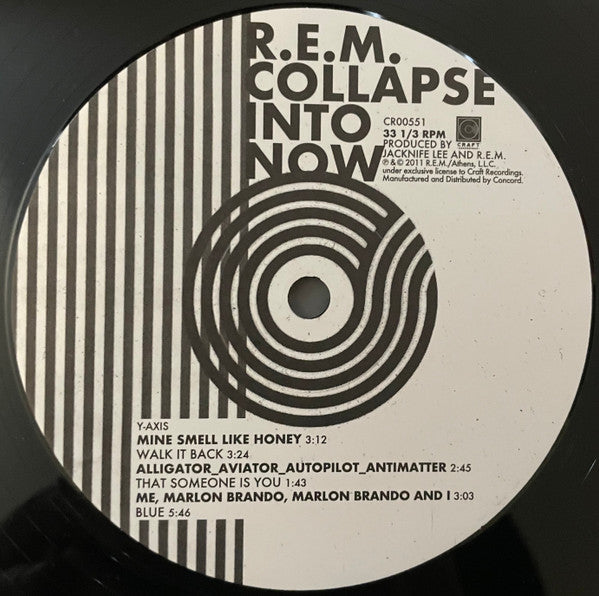 R.E.M.
COLLAPSE
INTO
NOW
CR00551
33 1/3 RPM
CRAFT
PRODUCED BY
JACKNIFE LEE AND R.E.M.
℗ & © 2011 R.E.M./Athens, L.L.C.
under exclusive license to Craft Recordings.
Manufactured and Distributed by Concord.
Y-AXIS
MINE SMELL LIKE HONEY 3:12
WALK IT BACK 3:24
ALLIGATOR_AVIATOR_AUTOPILOT_ANTIMATTER 2:45
THAT SOMEONE IS YOU 1:43
ME, MARLON BRANDO, MARLON BRANDO AND I 3:03
BLUE 5:46